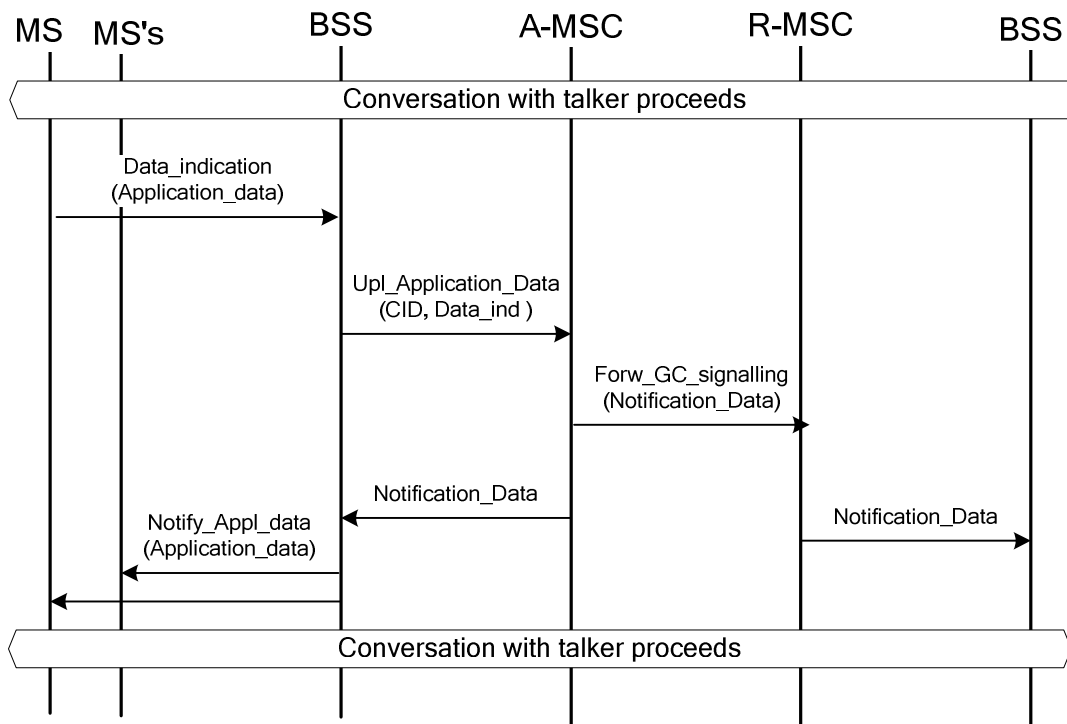 MS
MS's
BSS
A-MSC
R-MSC
BSS
Conversation with talker proceeds
Data_indication
(Application_data)
Upl_Application_Data
(CID, Data_ind )
Forw_GC_signalling
(Notification_Data)
Notification_Data
Notification_Data
Notify_Appl_data
(Application_data)
Conversation with talker proceeds